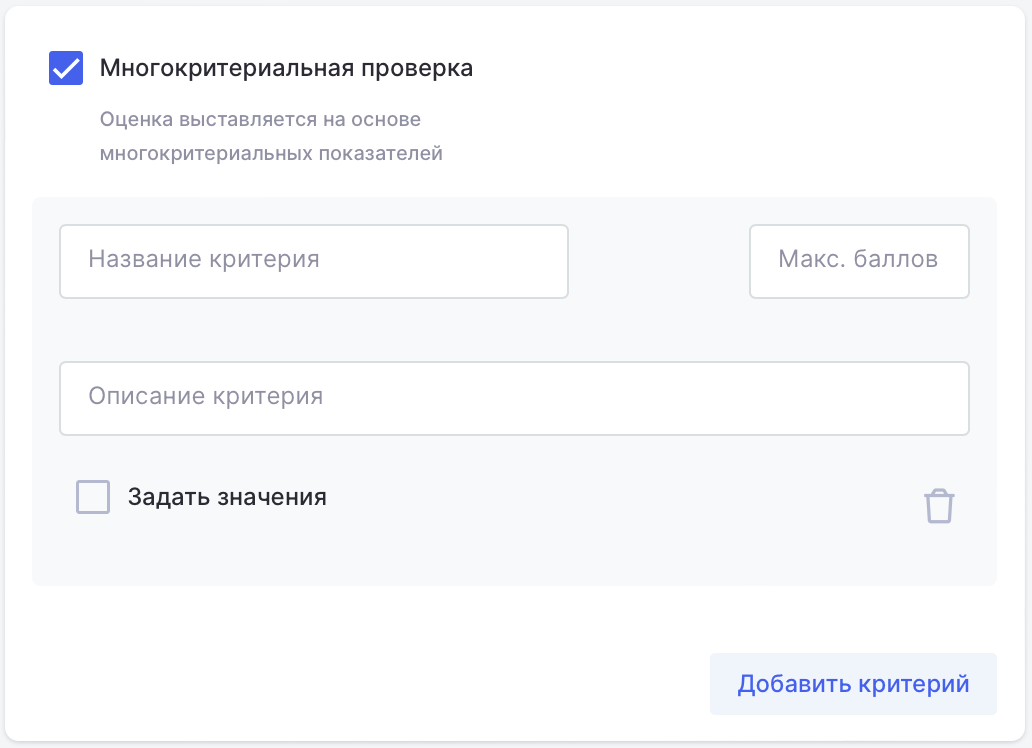 Многокритериальная проверка
Оценка выставляется на основе
многокритериальных показателей
Название критерия
Макс. баллов
Описание критерия
Задать значения
Добавить критерий